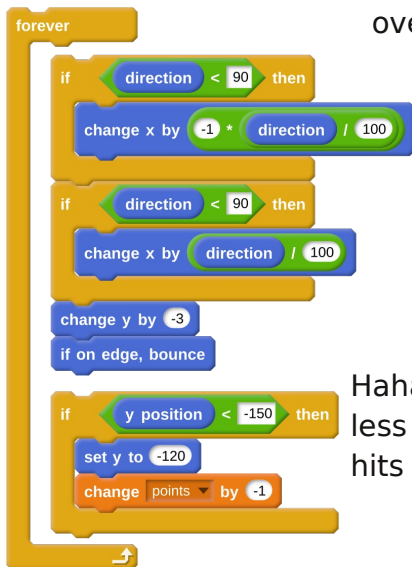 forever
if direction < 90 then
change x by -1 * direction / 100
if direction < 90 then
change x by direction / 100
change y by -3
if on edge, bounce
if y position < -150 then
set y to -120
change points by -1
ove
Haha
less
hits